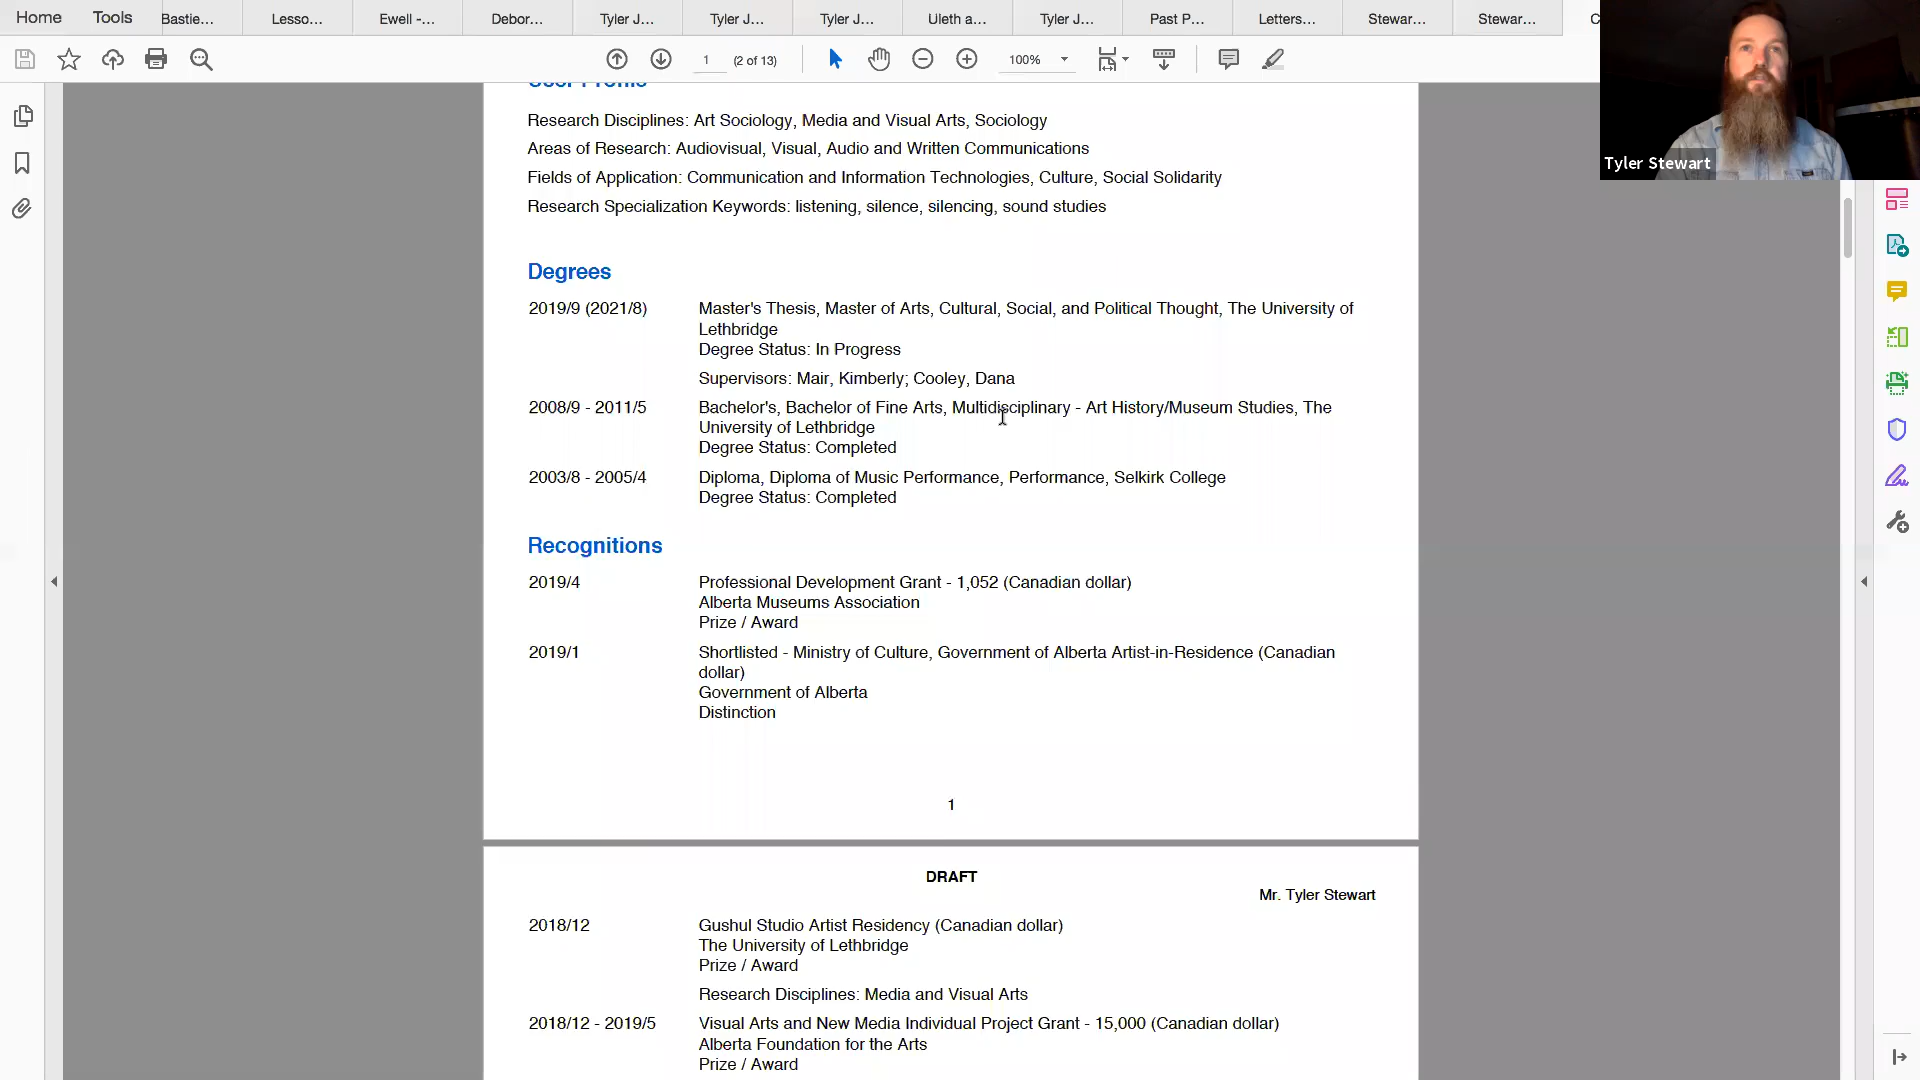 Home
Tools
Bastie...
Lesso...
Ewell -...
Debor...
Tyler J...
Tyler J...
Tyler J...
Uleth a...
Tyler J...
Past P...
Letters...
Stewar...
Stewar...
1
(2 of 13)
100%
Tyler Stewart
User Profile
Research Disciplines: Art Sociology, Media and Visual Arts, Sociology
Areas of Research: Audiovisual, Visual, Audio and Written Communications
Fields of Application: Communication and Information Technologies, Culture, Social Solidarity
Research Specialization Keywords: listening, silence, silencing, sound studies
Degrees
2019/9 (2021/8)
Master's Thesis, Master of Arts, Cultural, Social, and Political Thought, The University of
Lethbridge
Degree Status: In Progress
Supervisors: Mair, Kimberly; Cooley, Dana
2008/9 - 2011/5
Bachelor's, Bachelor of Fine Arts, Multidisciplinary - Art History/Museum Studies, The
University of Lethbridge
Degree Status: Completed
2003/8 - 2005/4
Diploma, Diploma of Music Performance, Performance, Selkirk College
Degree Status: Completed
Recognitions
2019/4
Professional Development Grant - 1,052 (Canadian dollar)
Alberta Museums Association
Prize / Award
2019/1
Shortlisted - Ministry of Culture, Government of Alberta Artist-in-Residence (Canadian
dollar)
Government of Alberta
Distinction
1
DRAFT
Mr. Tyler Stewart
2018/12
Gushul Studio Artist Residency (Canadian dollar)
The University of Lethbridge
Prize / Award
Research Disciplines: Media and Visual Arts
2018/12 - 2019/5
Visual Arts and New Media Individual Project Grant - 15,000 (Canadian dollar)
Alberta Foundation for the Arts
Prize / Award